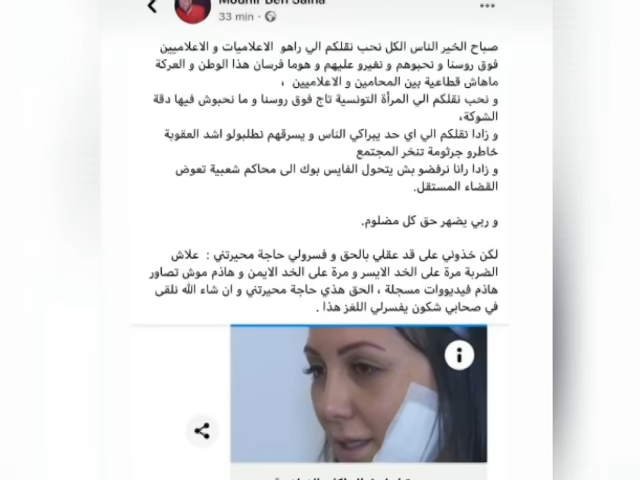 Mounir Ben Salha
33 min
صباح الخير الناس الكل نحب نقلكم الي راهو الاعلاميات و الاعلاميين
فوق روسنا و نحبوهم و نغيرو عليهم و هوما فرسان هذا الوطن و العركة
ماهاش قطاعية بين المحامين و الاعلاميين ،
و نحب نقلكم الي المرأة التونسية تاج فوق روسنا و ما نحبوش فيها دقة
الشوكة،
و زادا نقلكم الي اي حد يبراكي الناس و يسرقهم نطلبولو اشد العقوبة
خاطرو جرثومة تنخر المجتمع
و زادا رانا نرفضو بش يتحول الفايس بوك الى محاكم شعبية تعوض
القضاء المستقل.
و ربي يضهر حق كل مضلوم.
لكن خذوني على قد عقلي بالحق و فسرولي حاجة محيرتني : علاش
الضربة مرة على الخد الايسر و مرة على الخد الايمن و هاذم موش تصاور
هاذم فيديووات مسجلة ، الحق هذي حاجة محيرتني و ان شاء الله نلقى
في صحابي شكون يفسرلي اللغز هذا .